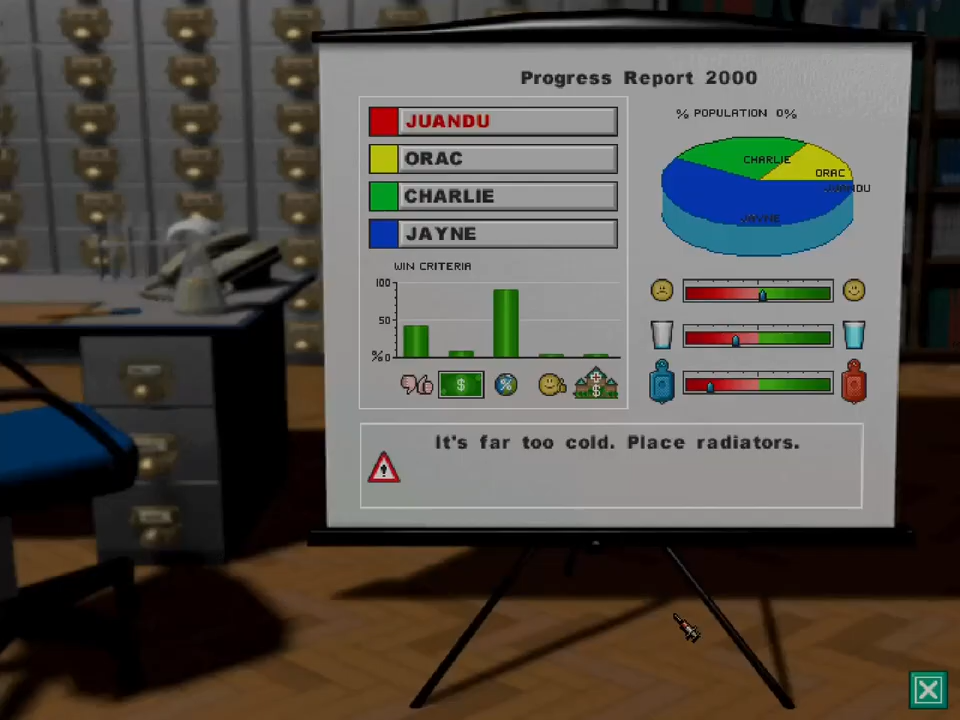 Progress Report 2000
JUANDU
ORAC
CHARLIE
JAYNE
% POPULATION 0%
CHARLIE
ORAC
JUANDU
JAYNE
WIN CRITERIA
100
50
%0
$
%
$
It's far too cold. Place radiators.